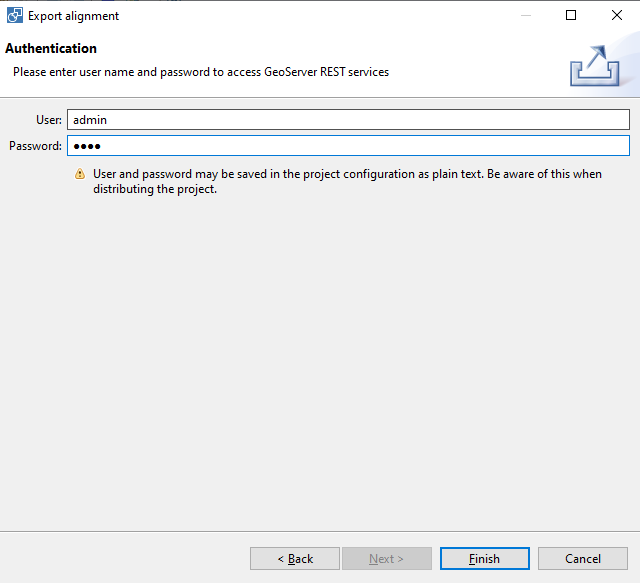 Export alignment
Authentication
Please enter user name and password to access GeoServer REST services
User: admin
Password: ●●●●
User and password may be saved in the project configuration as plain text. Be aware of this when
distributing the project.
< Back Next > Finish Cancel